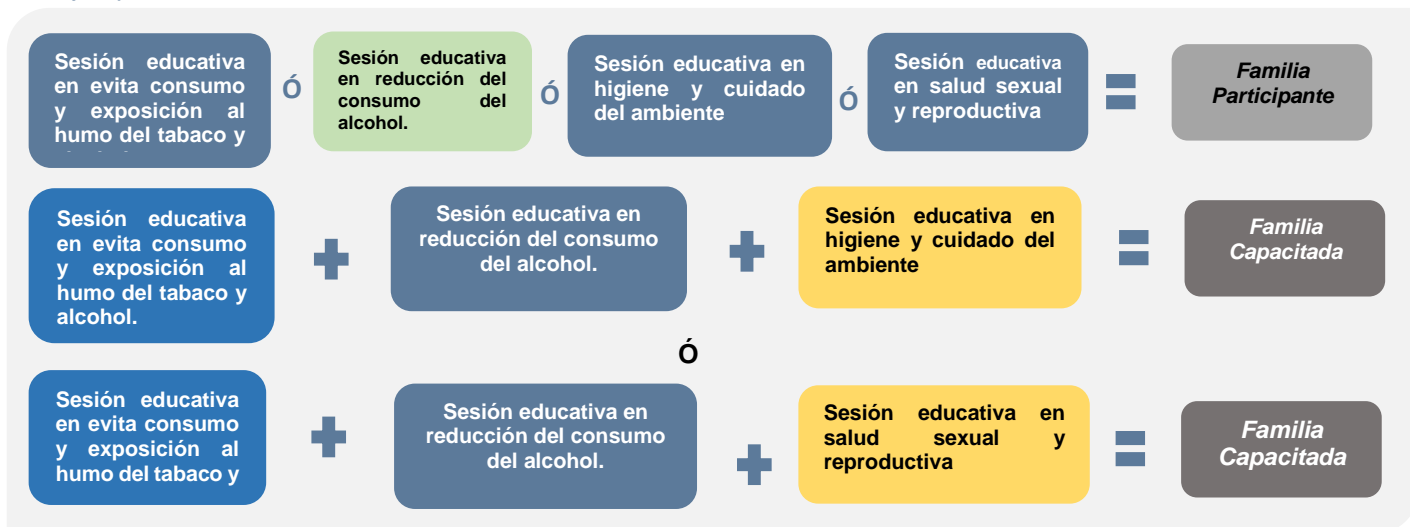 Sesión educativa
en evita consumo
y exposición al
humo del tabaco y
Ó
Sesión educativa
en reducción del
consumo del
alcohol.
Ó
Sesión educativa en
higiene y cuidado
del ambiente
Ó
Sesión educativa
en salud sexual
y reproductiva
=
Familia
Participante
Sesión educativa
en evita consumo
y exposición al
humo del tabaco y
alcohol.
+
Sesión educativa en
reducción del consumo
del alcohol.
+
Sesión educativa en
higiene y cuidado del
ambiente
=
Familia
Capacitada
Ó
Sesión educativa
en evita consumo
y exposición al
humo del tabaco y
+
Sesión educativa en
reducción del consumo
del alcohol.
+
Sesión educativa en
salud sexual y
reproductiva
=
Familia
Capacitada